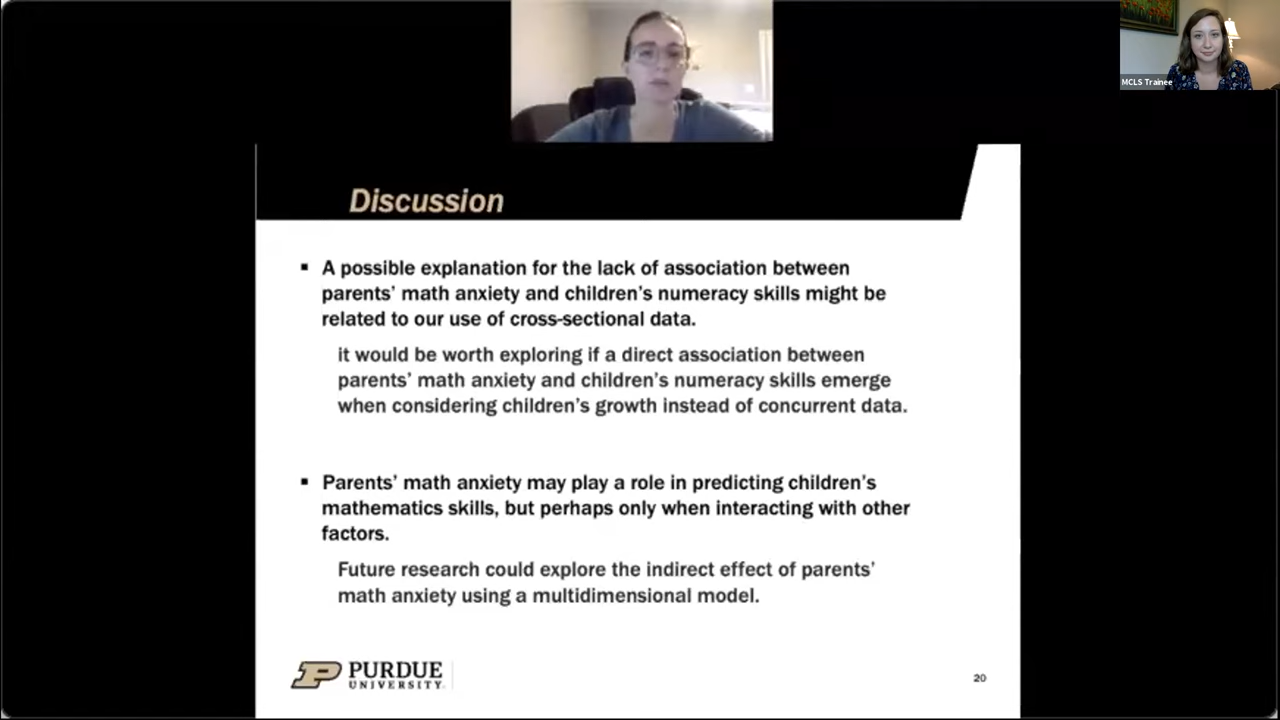 MCLS Trainee
Discussion
▪ A possible explanation for the lack of association between
parents’ math anxiety and children’s numeracy skills might be
related to our use of cross-sectional data.
it would be worth exploring if a direct association between
parents’ math anxiety and children’s numeracy skills emerge
when considering children’s growth instead of concurrent data.
▪ Parents’ math anxiety may play a role in predicting children’s
mathematics skills, but perhaps only when interacting with other
factors.
Future research could explore the indirect effect of parents’
math anxiety using a multidimensional model.
P PURDUE
UNIVERSITY
20